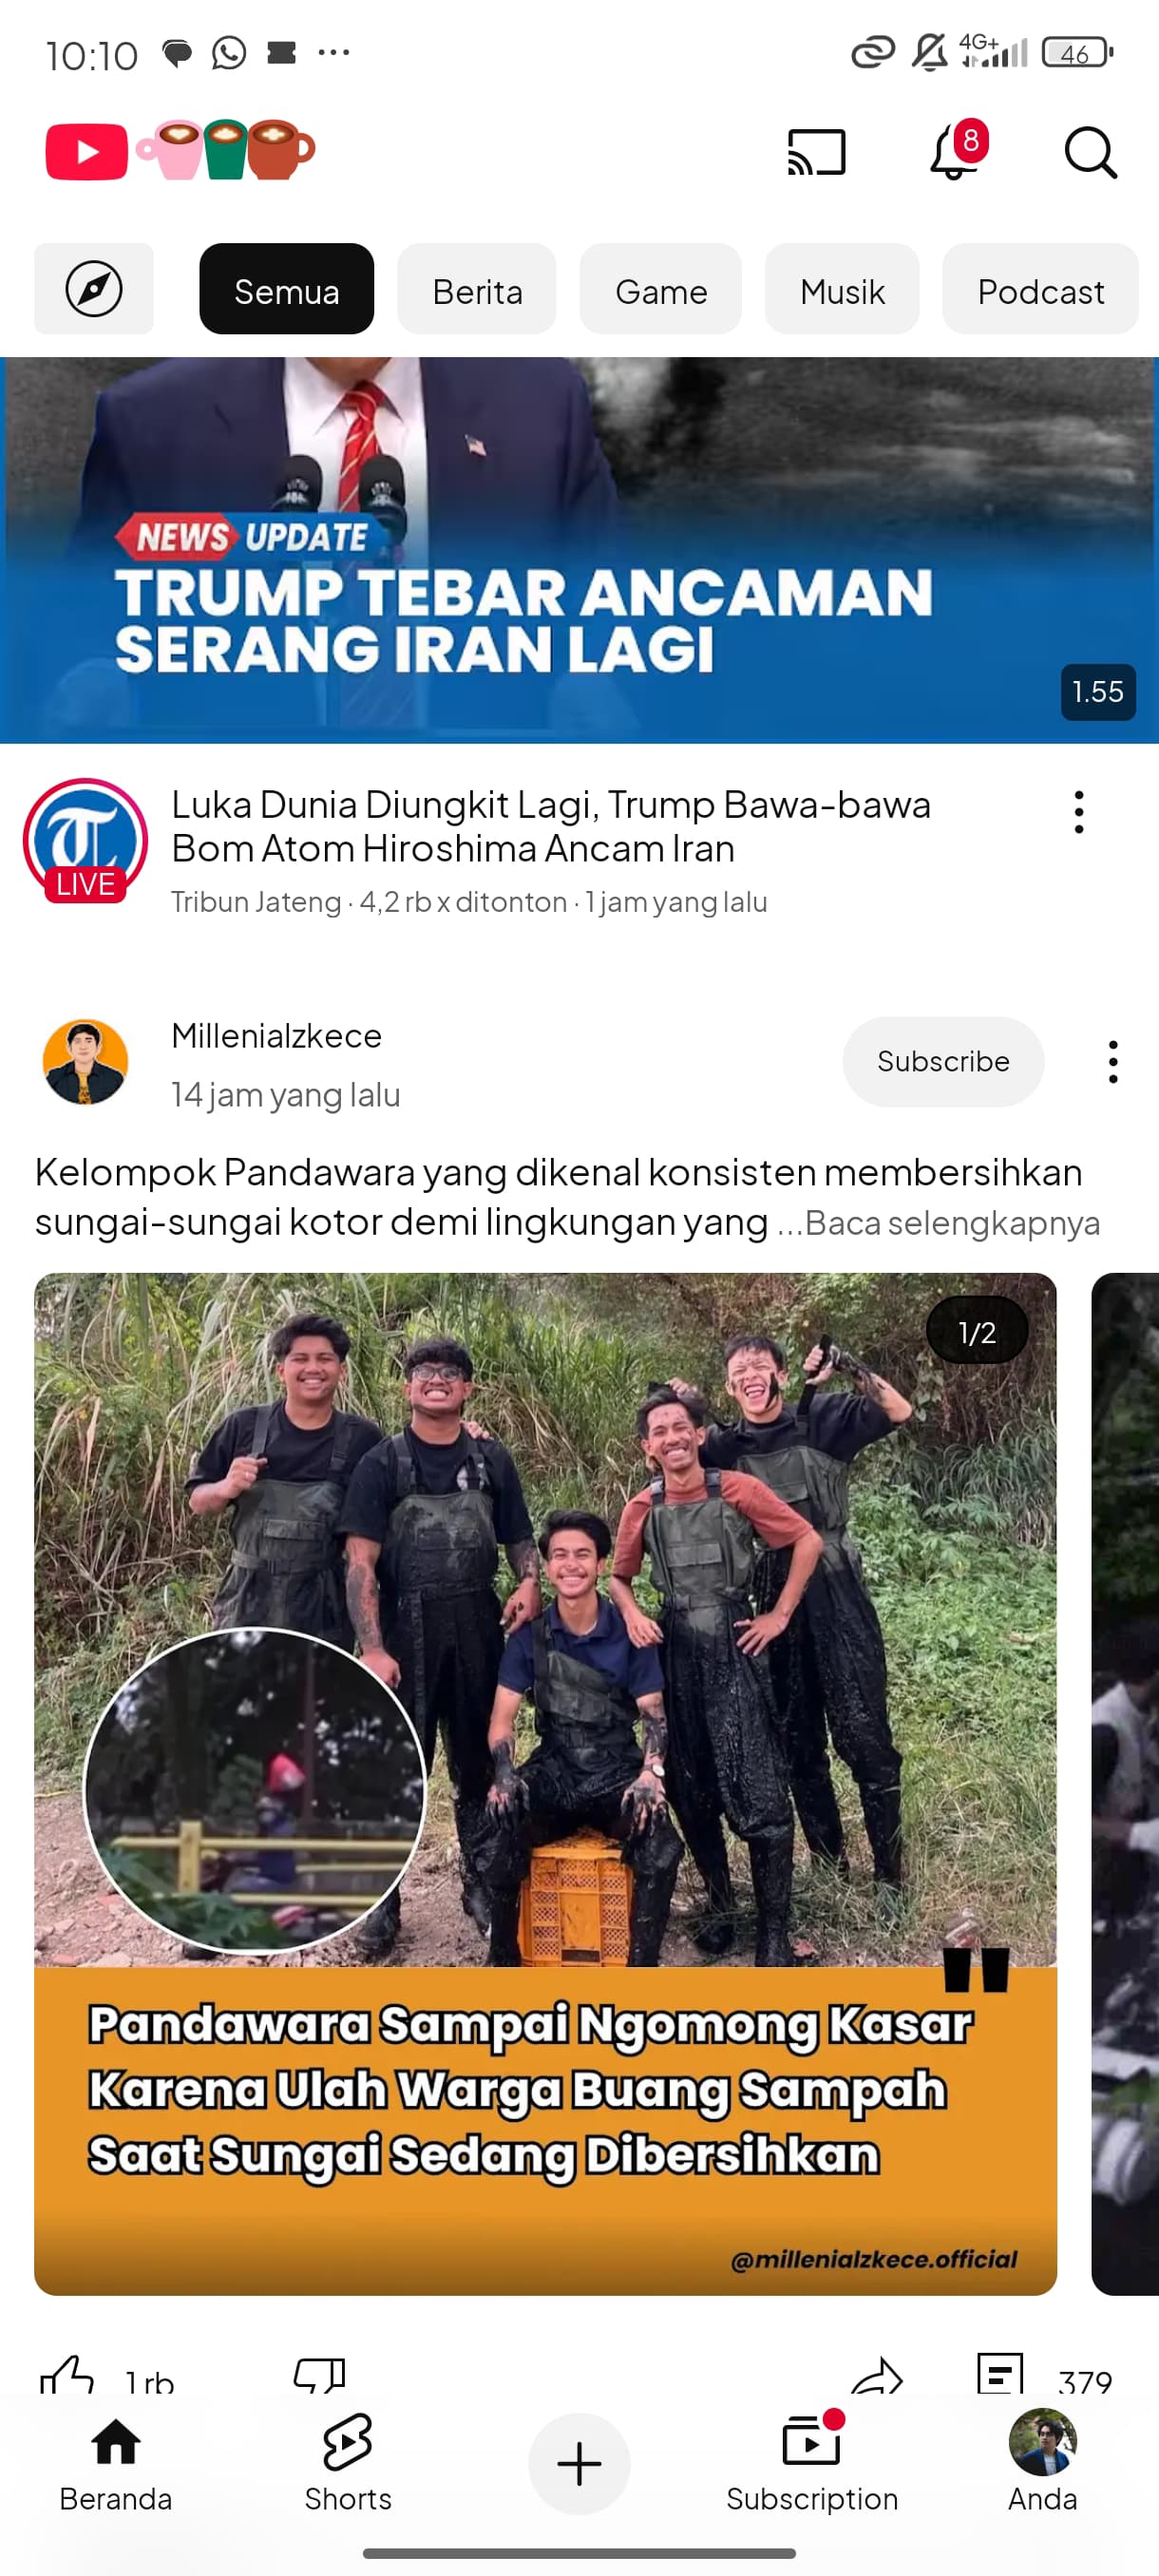 10:10
4G+
46
8
Semua
Berita
Game
Musik
Podcast
NEWS UPDATE
TRUMP TEBAR ANCAMAN
SERANG IRAN LAGI
1.55
LIVE
Luka Dunia Diungkit Lagi, Trump Bawa-bawa
Bom Atom Hiroshima Ancam Iran
Tribun Jateng · 4,2 rb x ditonton · 1 jam yang lalu
Millenialzkece
14 jam yang lalu
Subscribe
Kelompok Pandawara yang dikenal konsisten membersihkan
sungai-sungai kotor demi lingkungan yang ...Baca selengkapnya
1/2
Pandawara Sampai Ngomong Kasar
Karena Ulah Warga Buang Sampah
Saat Sungai Sedang Dibersihkan
@millenialzkece.official
1 rb
379
Beranda
Shorts
Subscription
Anda